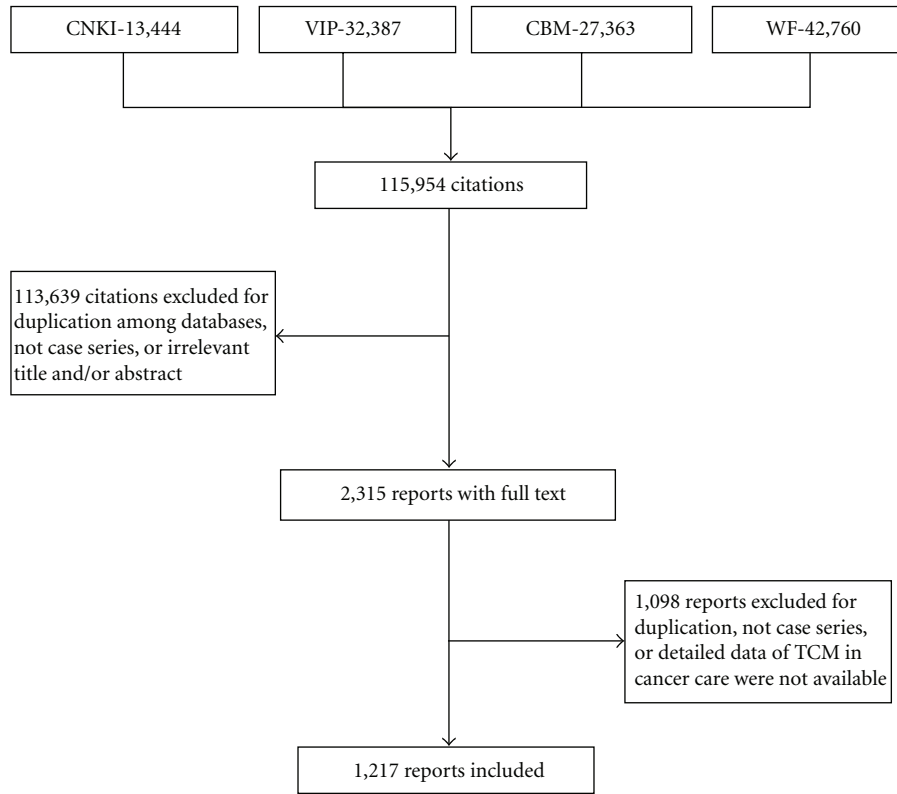 CNKI-13,444
VIP-32,387
CBM-27,363
WF-42,760
115,954 citations
113,639 citations excluded for
duplication among databases,
not case series, or irrelevant
title and/or abstract
2,315 reports with full text
1,098 reports excluded for
duplication, not case series,
or detailed data of TCM in
cancer care were not available
1,217 reports included